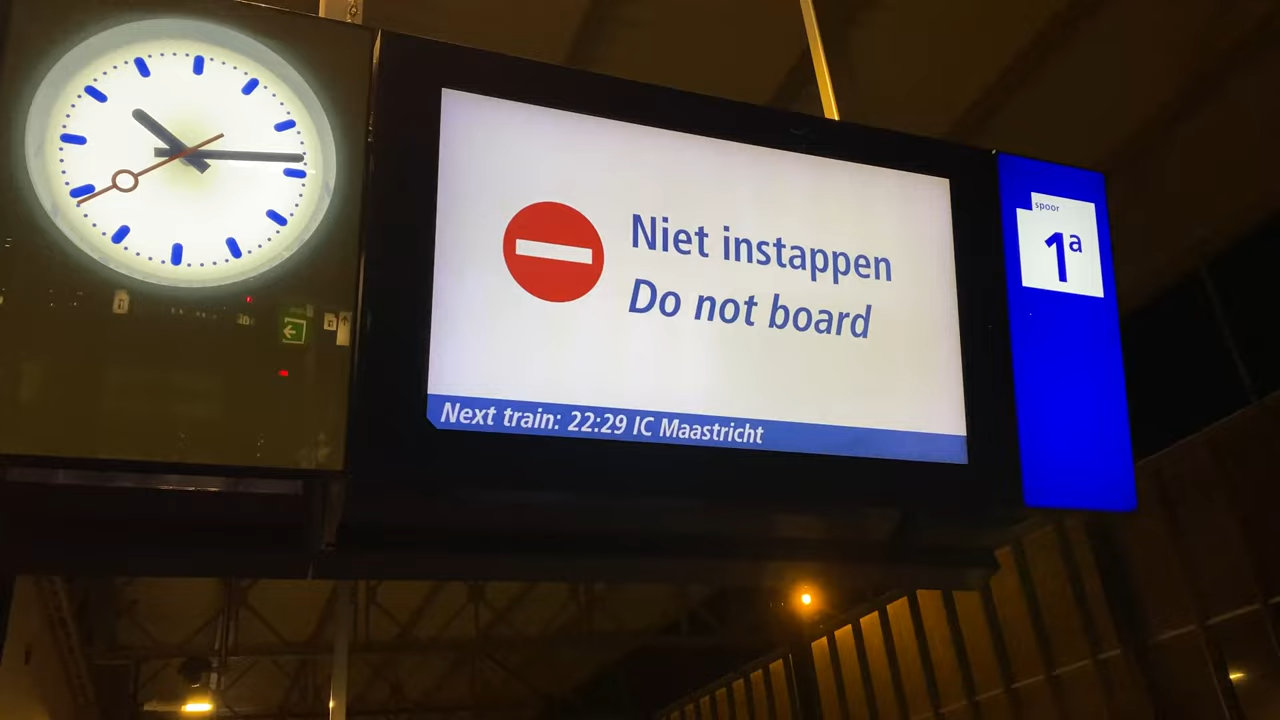 Niet instappen
Do not board
Next train: 22:29 IC Maastricht
spoor
1a